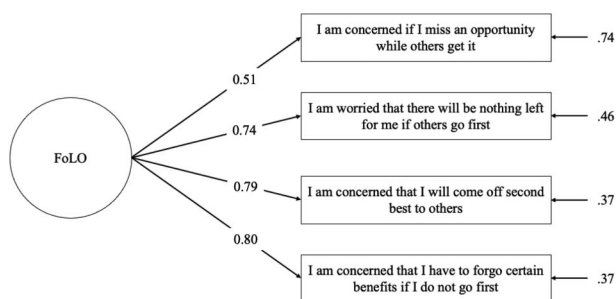 I am concerned if I miss an opportunity
while others get it
.74
0.51
I am worried that there will be nothing left
for me if others go first
.46
0.74
FoLO
0.79
I am concerned that I will come off second
best to others
.37
0.80
I am concerned that I have to forgo certain
benefits if I do not go first
.37